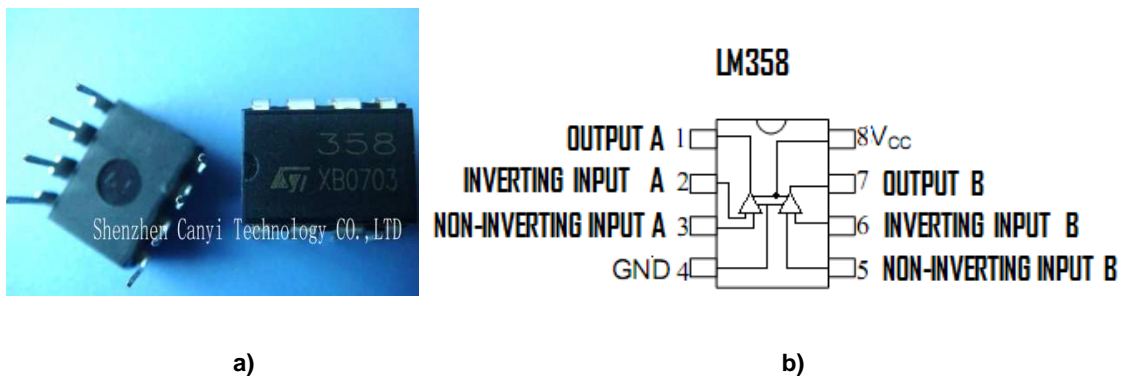 358
ST XB0703
Shenzhen Canyi Technology CO.,LTD
a)
LM358
OUTPUT A 1
8 Vcc
INVERTING INPUT A 2
7 OUTPUT B
NON-INVERTING INPUT A 3
6 INVERTING INPUT B
GND 4
5 NON-INVERTING INPUT B
b)